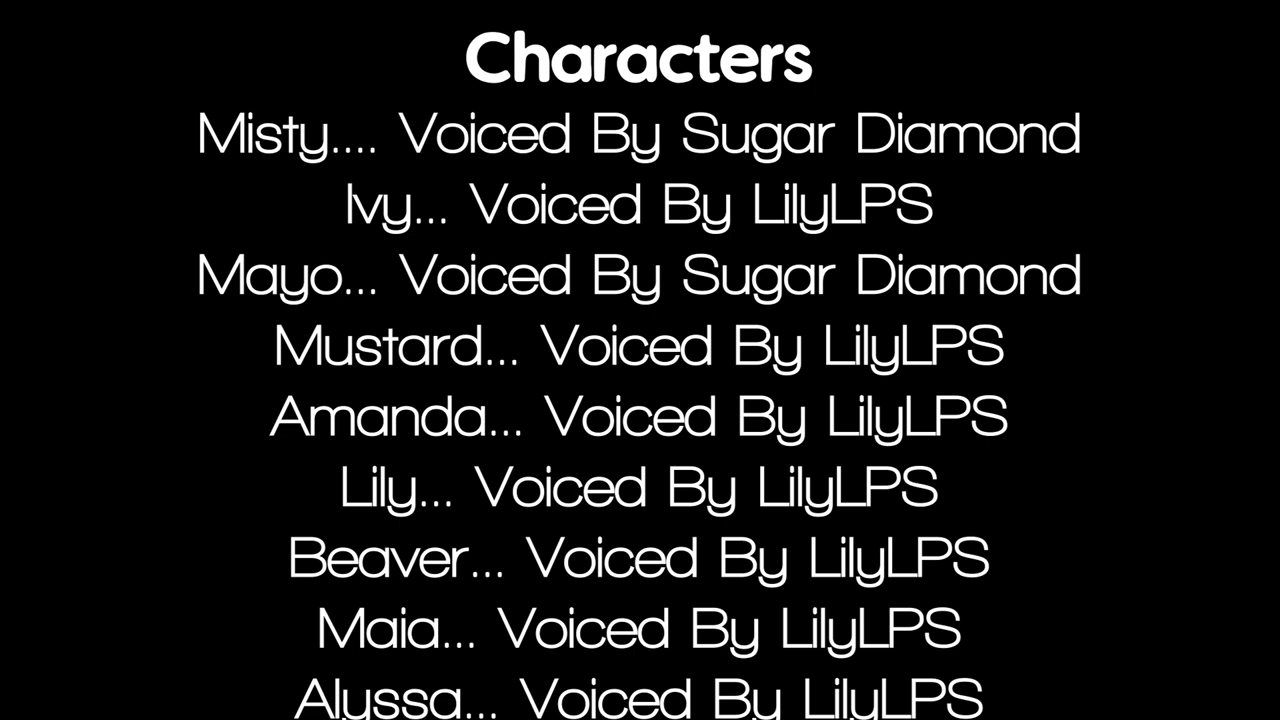 Characters
Misty.... Voiced By Sugar Diamond
Ivy... Voiced By LilyLPS
Mayo... Voiced By Sugar Diamond
Mustard... Voiced By LilyLPS
Amanda... Voiced By LilyLPS
Lily... Voiced By LilyLPS
Beaver... Voiced By LilyLPS
Maia... Voiced By LilyLPS
Alyssa... Voiced By LilyLPS